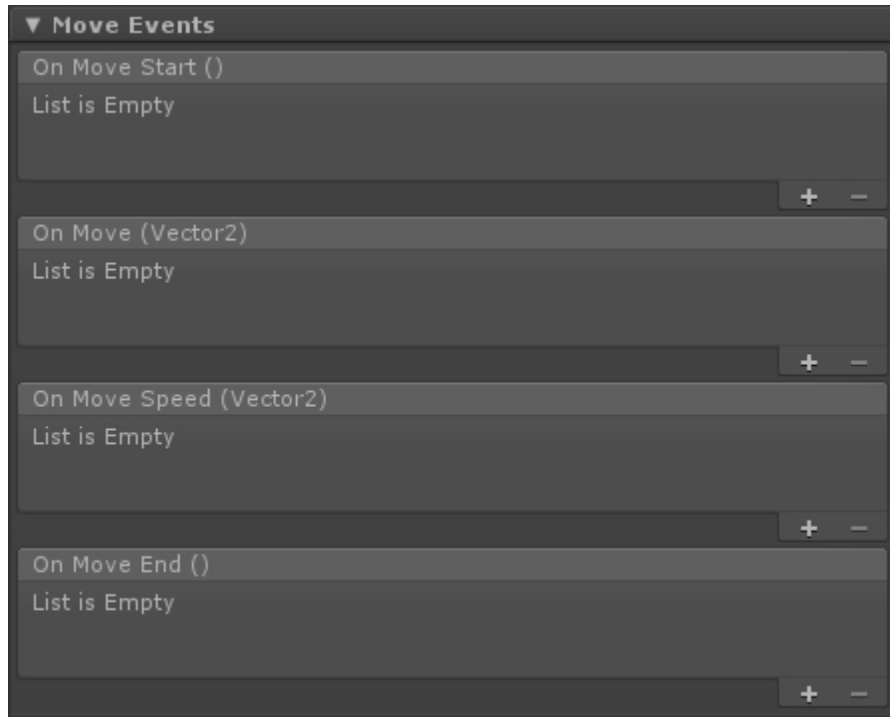 ▼ Move Events
On Move Start ()
List is Empty
+ −
On Move (Vector2)
List is Empty
+ −
On Move Speed (Vector2)
List is Empty
+ −
On Move End ()
List is Empty
+ −